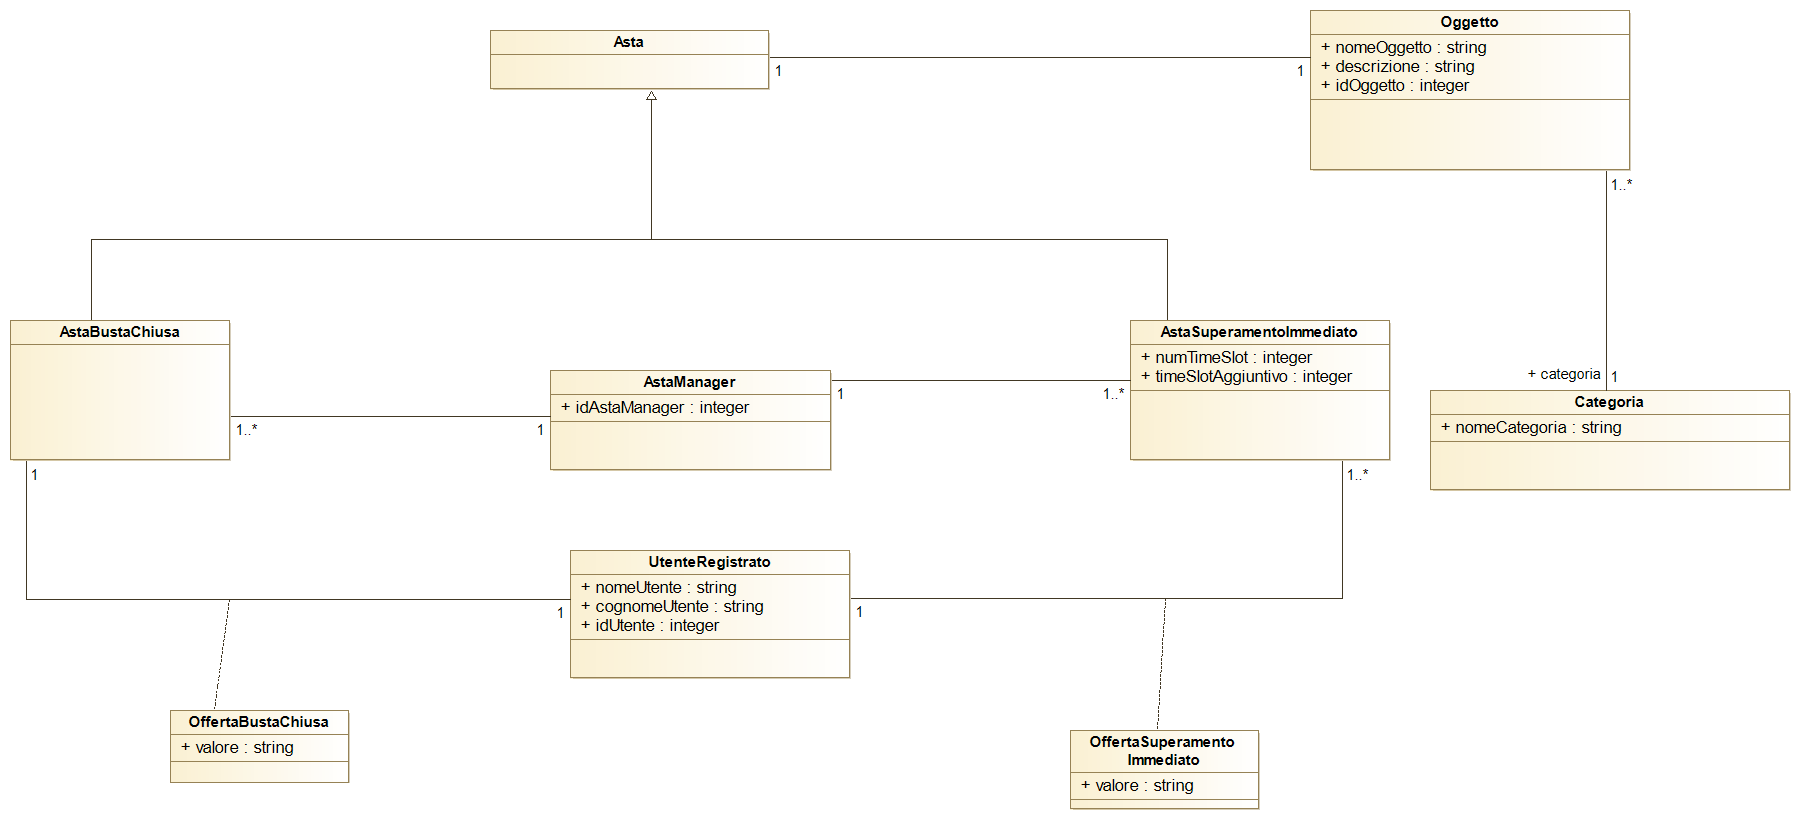 Asta
1
1
Oggetto
+ nomeOggetto : string
+ descrizione : string
+ idOggetto : integer
1..*
+ categoria
1
Categoria
+ nomeCategoria : string
AstaBustaChiusa
1..*
1
1
AstaManager
+ idAstaManager : integer
1
1..*
AstaSuperamentoImmediato
+ numTimeSlot : integer
+ timeSlotAggiuntivo : integer
1..*
UtenteRegistrato
+ nomeUtente : string
+ cognomeUtente : string
+ idUtente : integer
1
1
OffertaBustaChiusa
+ valore : string
OffertaSuperamento
Immediato
+ valore : string